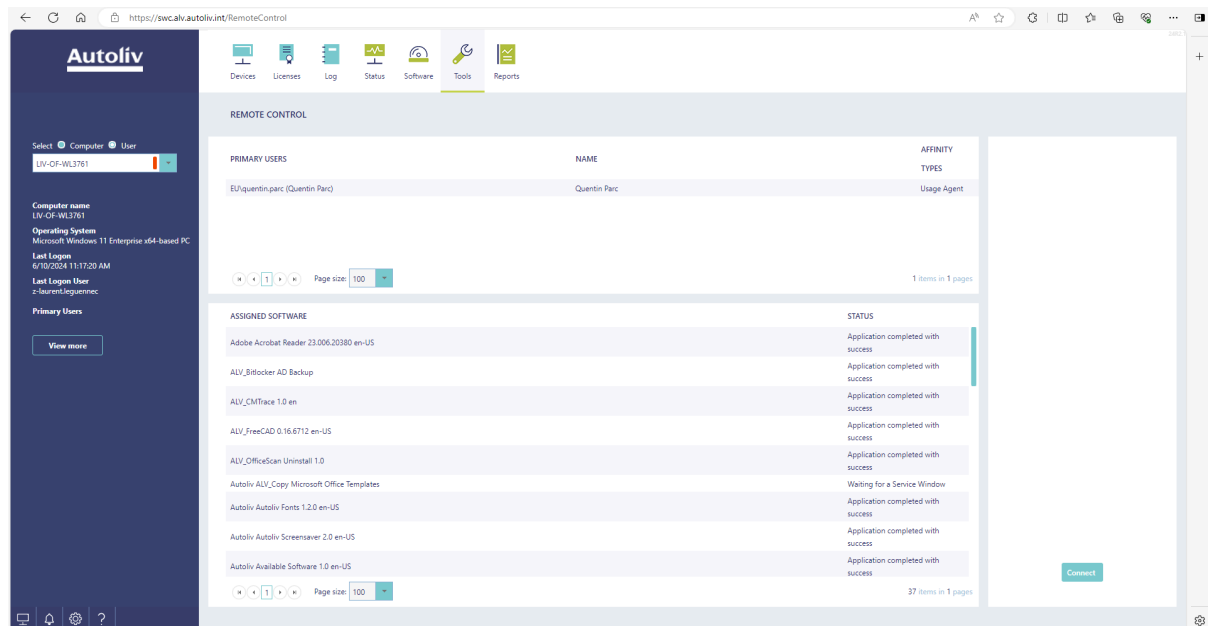 https://swc.alv.autoliv.int/RemoteControl
Autoliv
Devices
Licenses
Log
Status
Software
Tools
Reports
REMOTE CONTROL
Select Computer User
LIV-OF-WL3761
Computer name
LIV-OF-WL3761
Operating System
Microsoft Windows 11 Enterprise x64-based PC
Last Logon
6/10/2024 11:17:20 AM
Last Logon User
z-laurent.leguennec
Primary Users
View more
PRIMARY USERS
NAME
AFFINITY
TYPES
EU\quentin.parc (Quentin Parc)
Quentin Parc
Usage Agent
1
Page size: 100
1 items in 1 pages
ASSIGNED SOFTWARE
STATUS
Adobe Acrobat Reader 23.006.20380 en-US
Application completed with
success
ALV_Bitlocker AD Backup
Application completed with
success
ALV_CMTrace 1.0 en
Application completed with
success
ALV_FreeCAD 0.16.6712 en-US
Application completed with
success
ALV_OfficeScan Uninstall 1.0
Application completed with
success
Autoliv ALV_Copy Microsoft Office Templates
Waiting for a Service Window
Autoliv Autoliv Fonts 1.2.0 en-US
Application completed with
success
Autoliv Autoliv Screensaver 2.0 en-US
Application completed with
success
Autoliv Available Software 1.0 en-US
Application completed with
success
1
Page size: 100
37 items in 1 pages
Connect